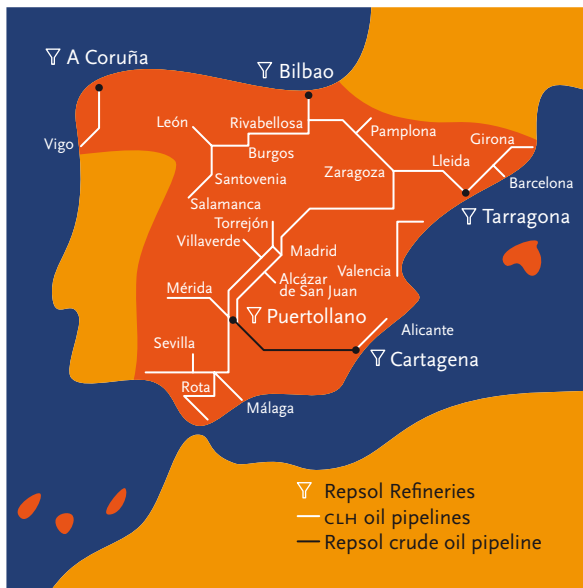 A Coruña
Bilbao
Vigo
León
Rivabellosa
Pamplona
Girona
Burgos
Lleida
Zaragoza
Santovenia
Barcelona
Salamanca
Tarragona
Torrejón
Villaverde
Madrid
Valencia
Alcázar
de San Juan
Mérida
Puertollano
Alicante
Sevilla
Cartagena
Rota
Málaga
Repsol Refineries
CLH oil pipelines
Repsol crude oil pipeline